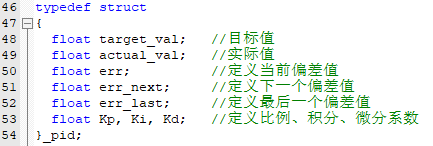 46 typedef struct
47 {
48 float target_val; //目标值
49 float actual_val; //实际值
50 float err; //定义当前偏差值
51 float err_next; //定义下一个偏差值
52 float err_last; //定义最后一个偏差值
53 float Kp, Ki, Kd; //定义比例、积分、微分系数
54 }_pid;